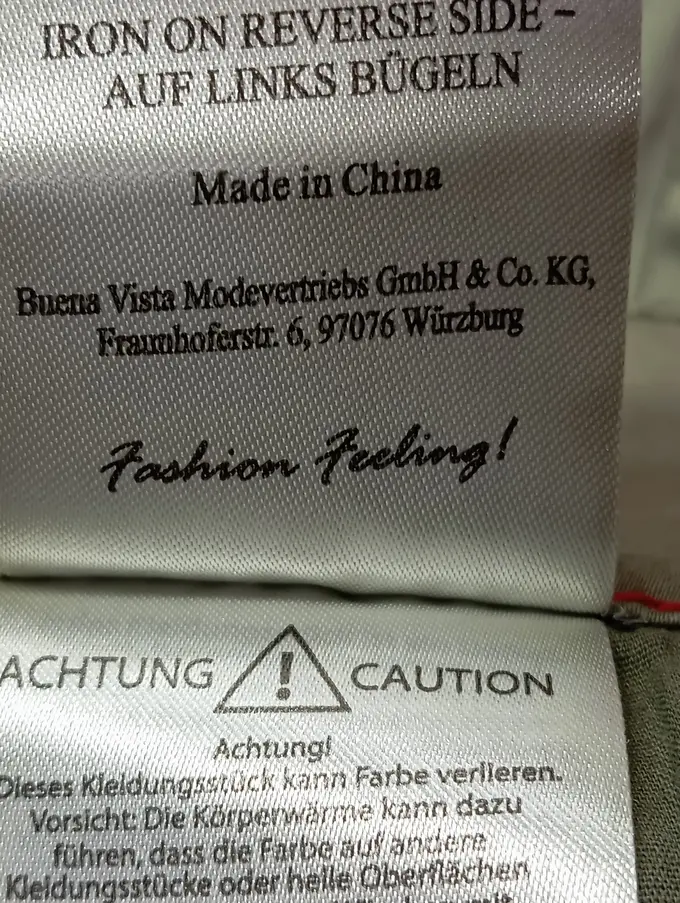 IRON ON REVERSE SIDE –
AUF LINKS BÜGELN
Made in China
Buena Vista Modevertriebs GmbH & Co. KG,
Fraunhoferstr. 6, 97076 Würzburg
Fashion Feeling!
ACHTUNG ! CAUTION
Achtung!
Dieses Kleidungsstück kann Farbe verlieren.
Vorsicht: Die Körperwärme kann dazu
führen, dass die Farbe auf andere
Kleidungsstücke oder helle Oberflächen